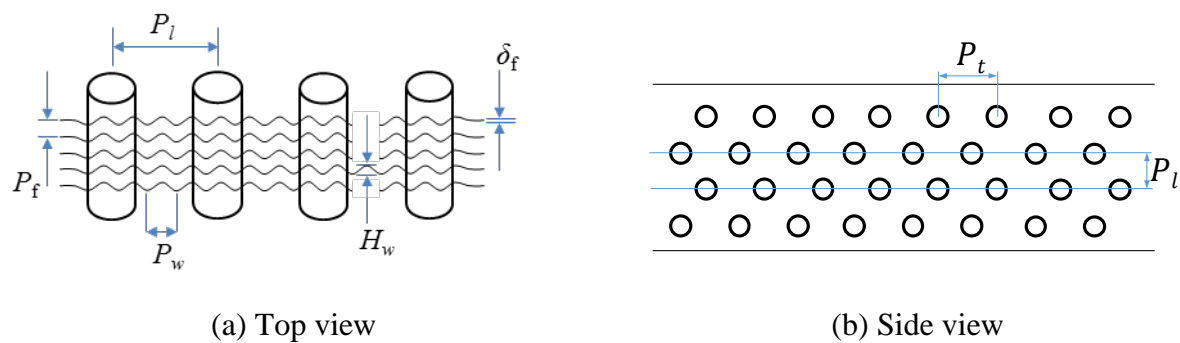 P_l
δ_f
P_f
P_w
H_w
P_t
P_l
(a) Top view
(b) Side view